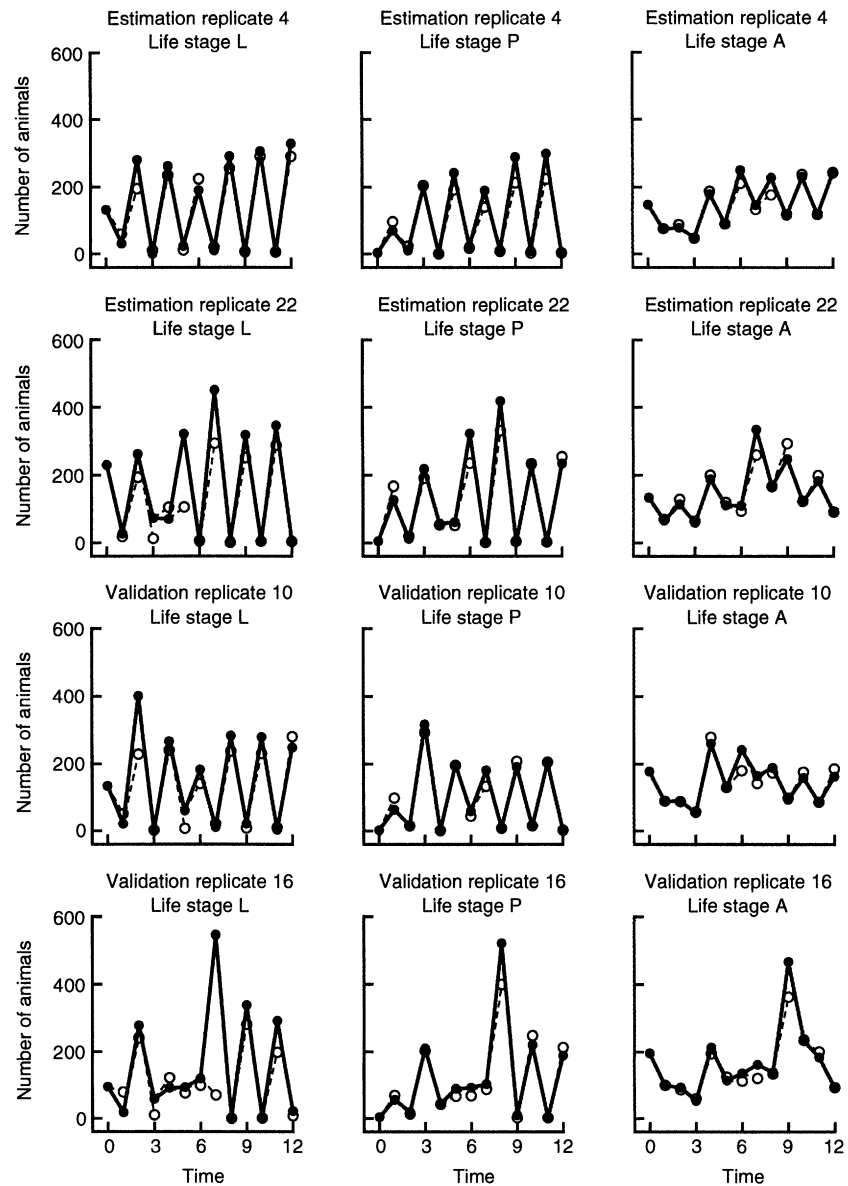 Estimation replicate 4
Life stage L
Estimation replicate 4
Life stage P
Estimation replicate 4
Life stage A
Number of animals
600
400
200
0
Estimation replicate 22
Life stage L
Estimation replicate 22
Life stage P
Estimation replicate 22
Life stage A
Number of animals
600
400
200
0
Validation replicate 10
Life stage L
Validation replicate 10
Life stage P
Validation replicate 10
Life stage A
Number of animals
600
400
200
0
Validation replicate 16
Life stage L
Validation replicate 16
Life stage P
Validation replicate 16
Life stage A
Number of animals
600
400
200
0
0 3 6 9 12
Time
0 3 6 9 12
Time
0 3 6 9 12
Time